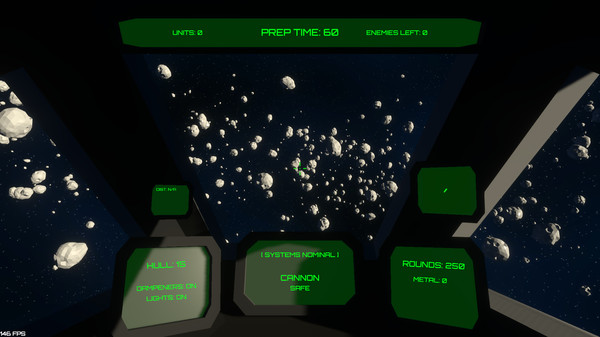 UNITS: 0 PREP TIME: 60 ENEMIES LEFT: 0
HULL: 15
DAMPENERS: ON
LIGHTS: ON
[ SYSTEMS NOMINAL ]
CANNON
SAFE
ROUNDS: 250
METAL: 0
146 FPS